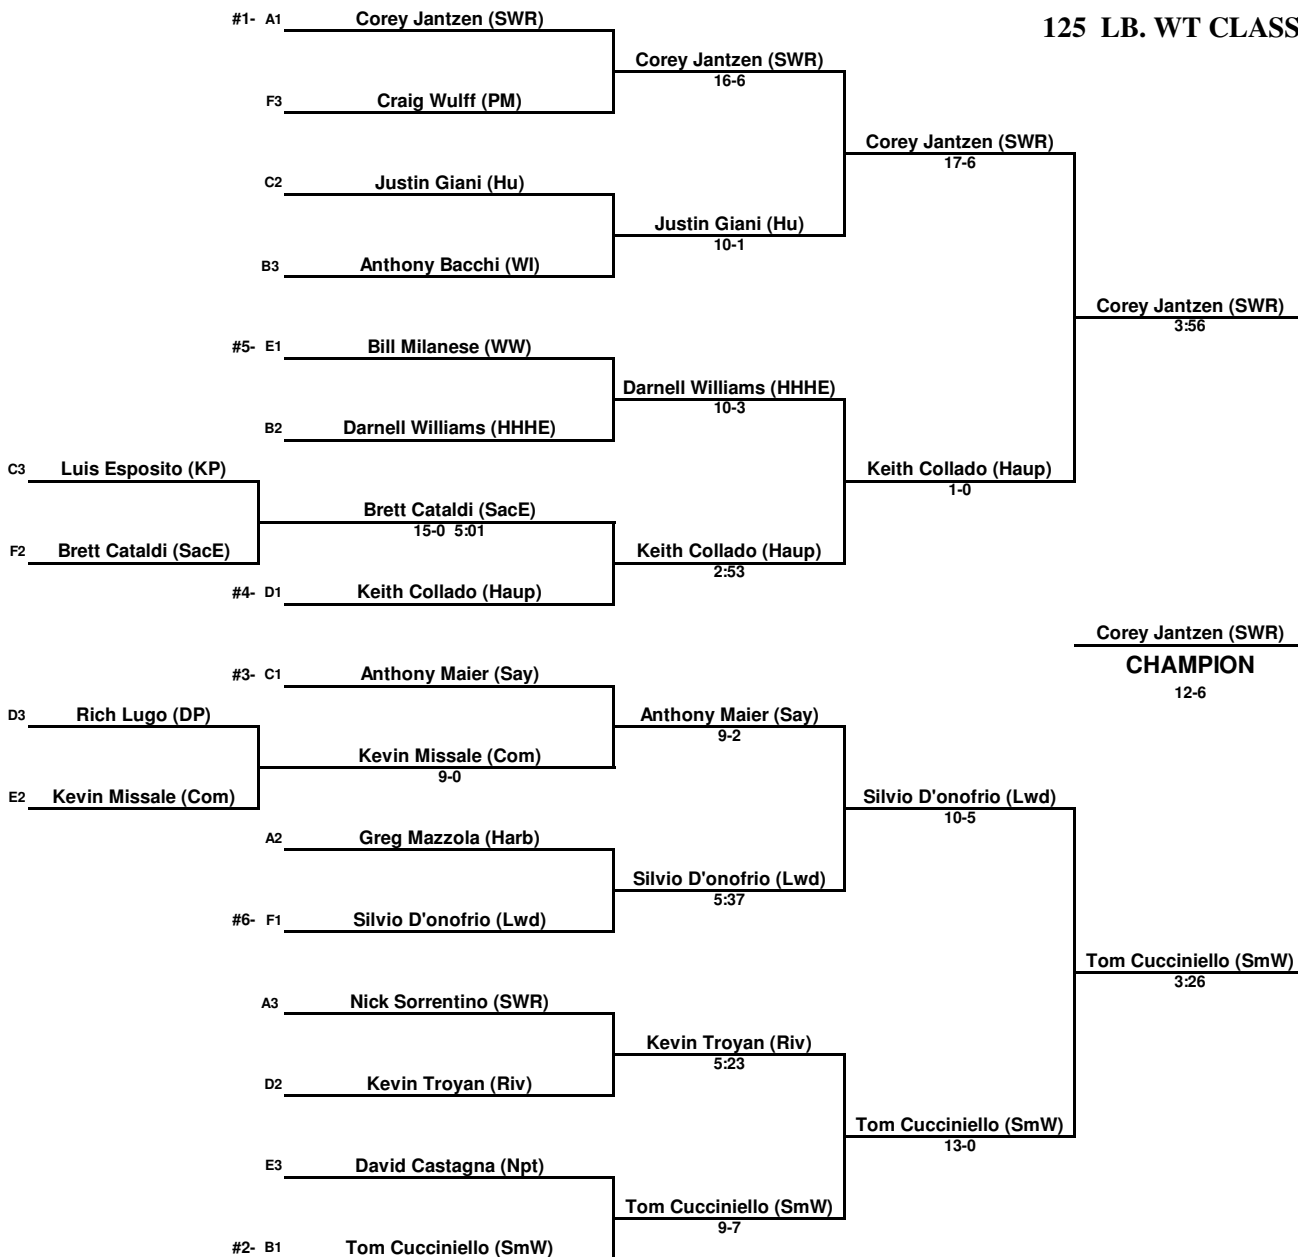 #1- A1 Corey Jantzen (SWR)
125 LB. WT CLASS
Corey Jantzen (SWR)
16-6
F3 Craig Wulff (PM)
Corey Jantzen (SWR)
17-6
C2 Justin Giani (Hu)
Justin Giani (Hu)
10-1
B3 Anthony Bacchi (WI)
Corey Jantzen (SWR)
3:56
#5- E1 Bill Milanese (WW)
Darnell Williams (HHHE)
10-3
B2 Darnell Williams (HHHE)
C3 Luis Esposito (KP)
Keith Collado (Haup)
1-0
Brett Cataldi (SacE)
15-0 5:01
F2 Brett Cataldi (SacE)
Keith Collado (Haup)
2:53
#4- D1 Keith Collado (Haup)
Corey Jantzen (SWR)
CHAMPION
12-6
#3- C1 Anthony Maier (Say)
D3 Rich Lugo (DP)
Anthony Maier (Say)
9-2
Kevin Missale (Com)
9-0
E2 Kevin Missale (Com)
Silvio D'onofrio (Lwd)
10-5
A2 Greg Mazzola (Harb)
Silvio D'onofrio (Lwd)
5:37
#6- F1 Silvio D'onofrio (Lwd)
Tom Cucciniello (SmW)
3:26
A3 Nick Sorrentino (SWR)
Kevin Troyan (Riv)
5:23
D2 Kevin Troyan (Riv)
Tom Cucciniello (SmW)
13-0
E3 David Castagna (Npt)
Tom Cucciniello (SmW)
9-7
#2- B1 Tom Cucciniello (SmW)